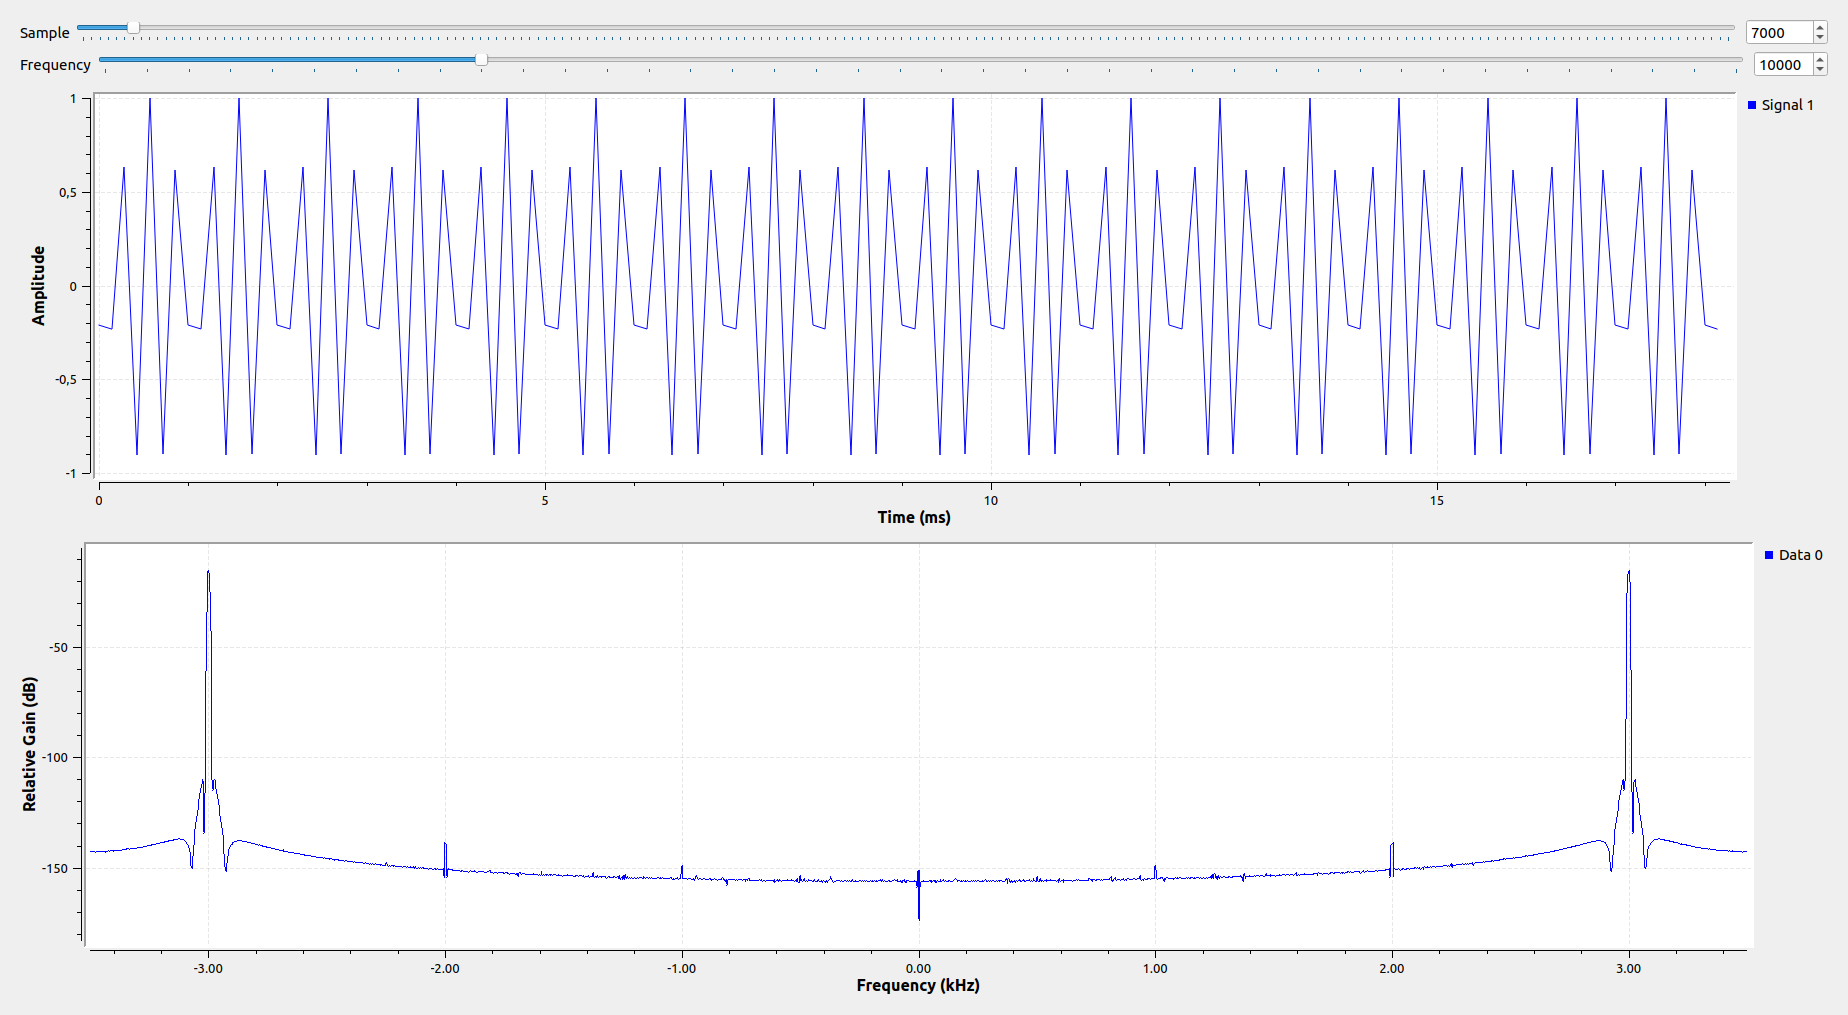 Sample 7000
Frequency 10000
Signal 1
1
0,5
0
-0,5
-1
Amplitude
0 5 10 15
Time (ms)
Data 0
-50
-100
-150
Relative Gain (dB)
-3.00 -2.00 -1.00 0.00 1.00 2.00 3.00
Frequency (kHz)